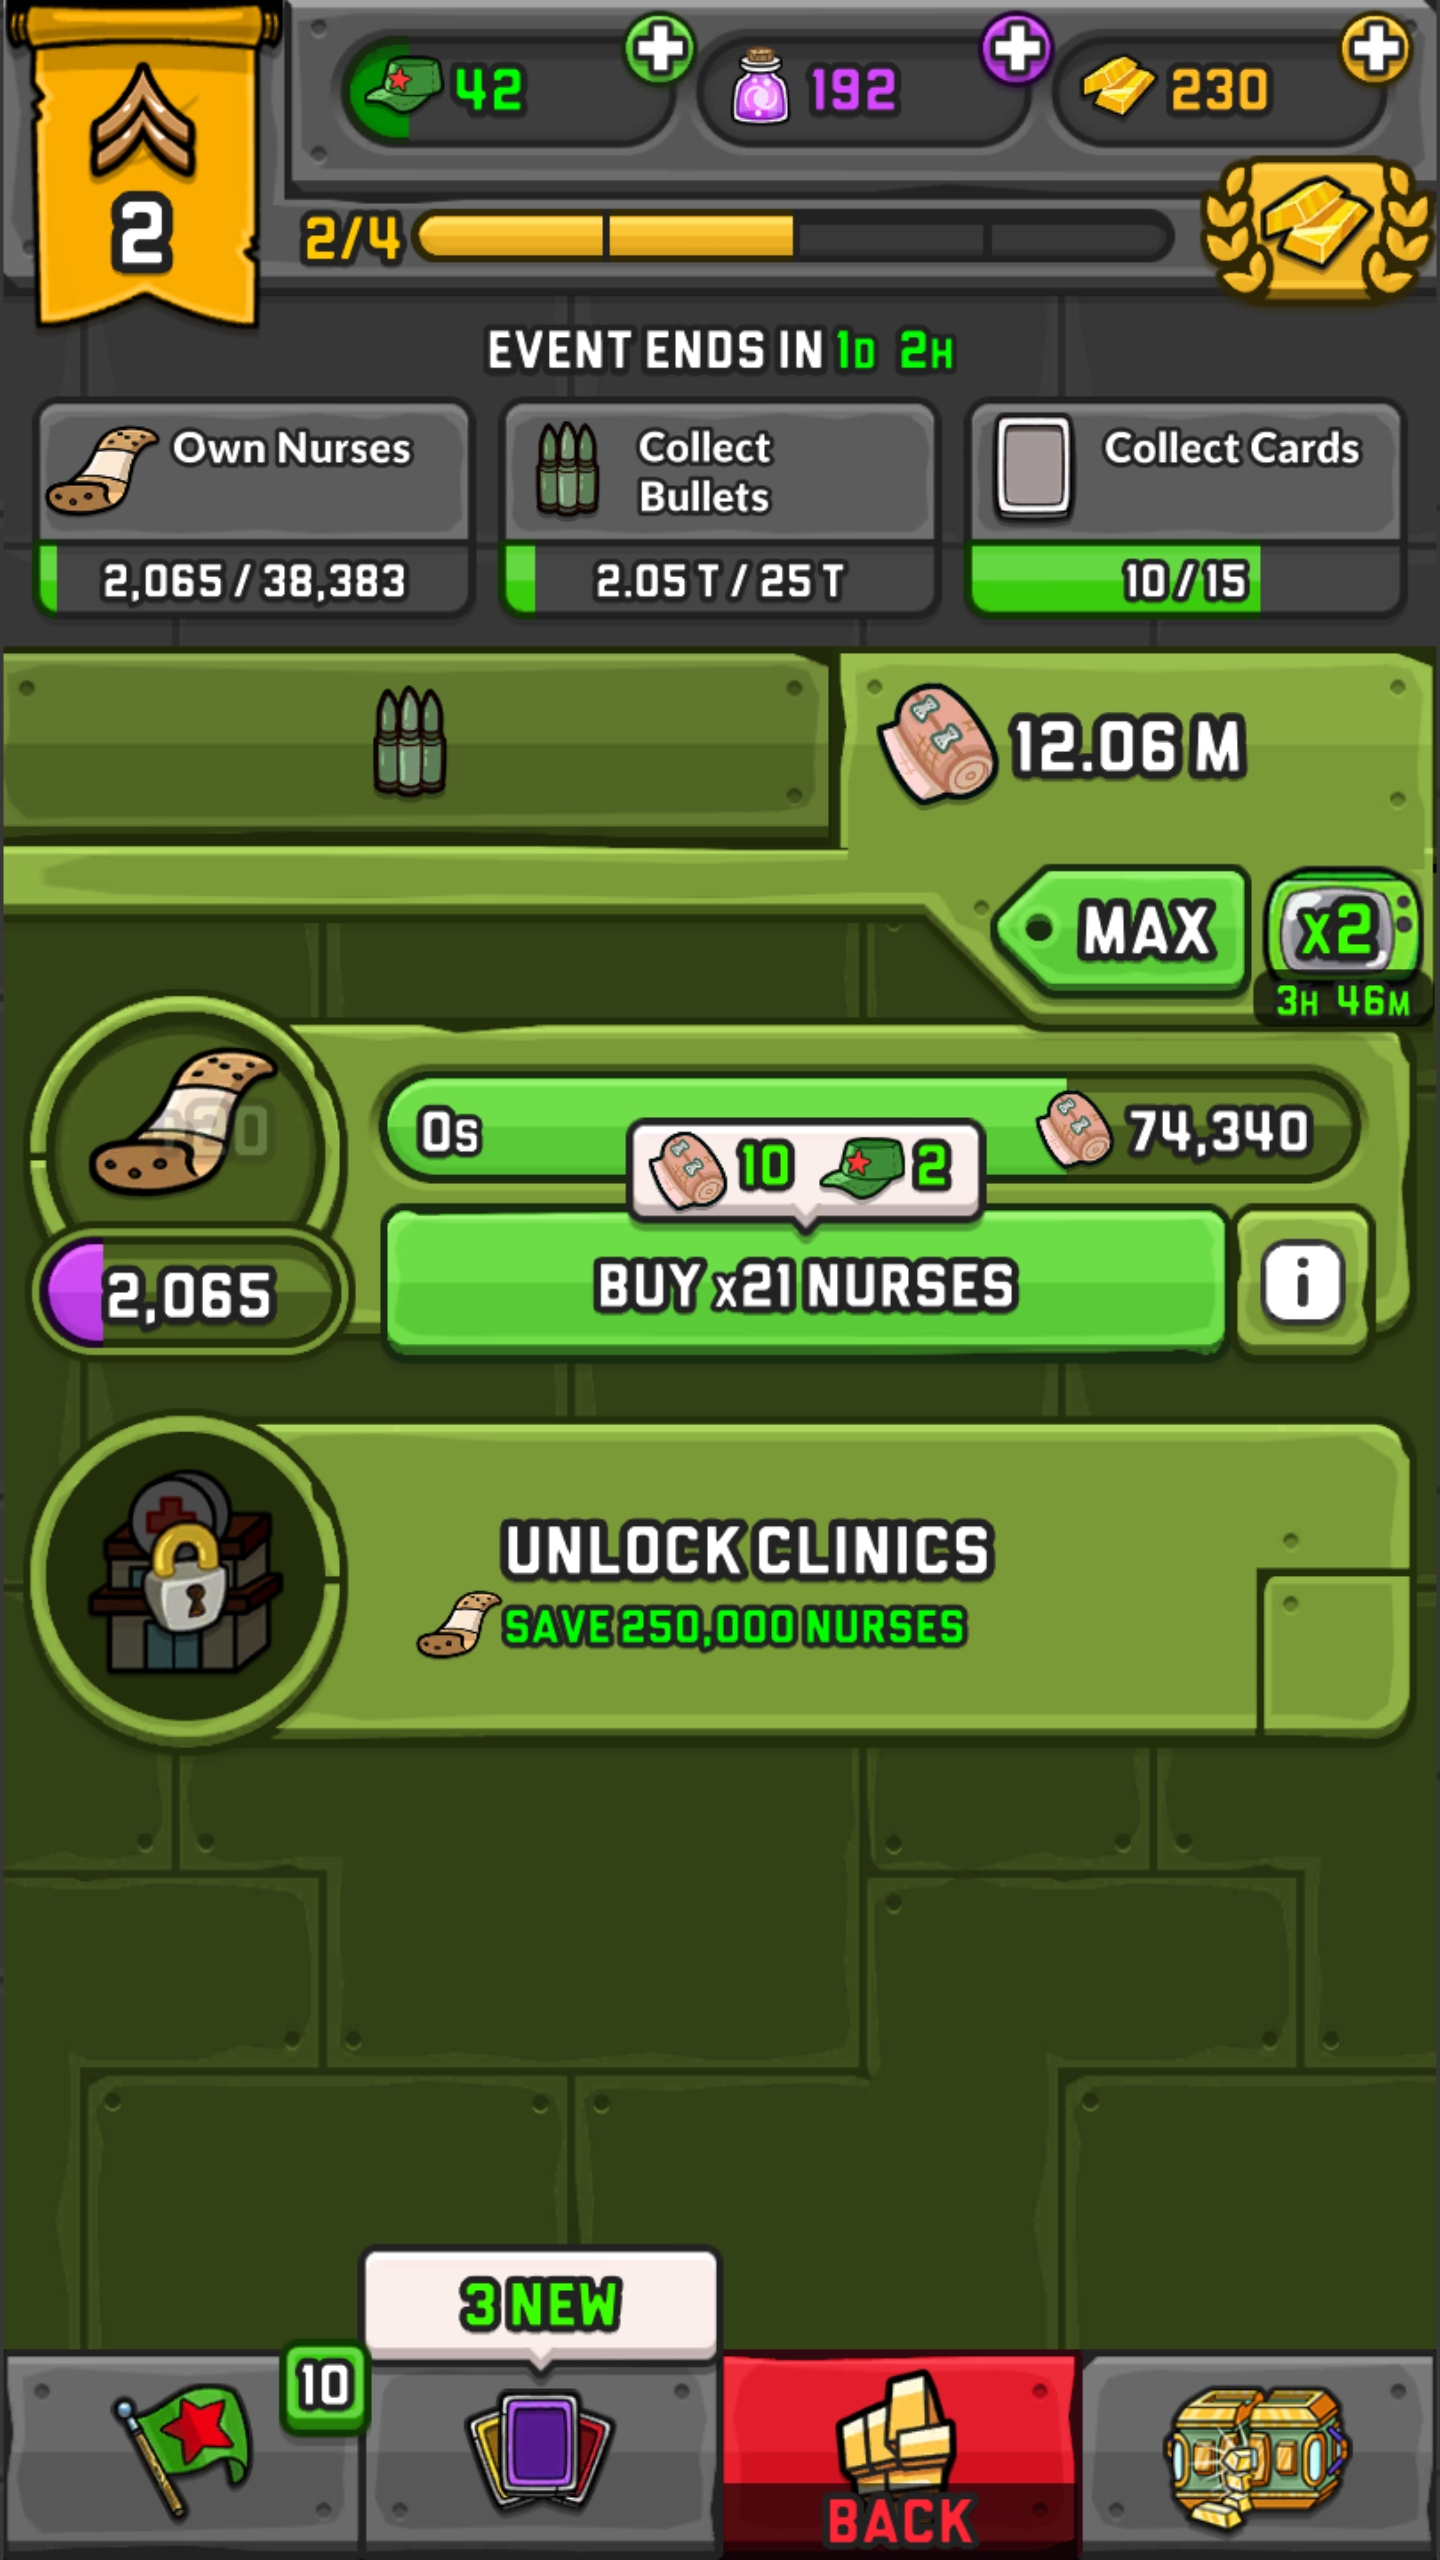 42
192
230
2
2/4
EVENT ENDS IN 1D 2H
Own Nurses
2,065 / 38,383
Collect
Bullets
2.05 T / 25 T
Collect Cards
10 / 15
12.06 M
MAX
x2
3H 46M
0s
74,340
10
2
2,065
BUY x21 NURSES
i
UNLOCK CLINICS
SAVE 250,000 NURSES
3 NEW
10
BACK